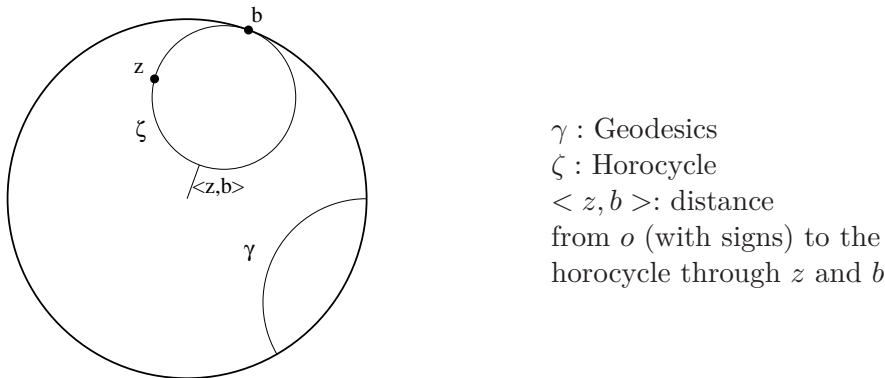 b
z
ζ
<z,b>
γ
γ : Geodesics
ζ : Horocycle
< z, b >: distance
from o (with signs) to the
horocycle through z and b